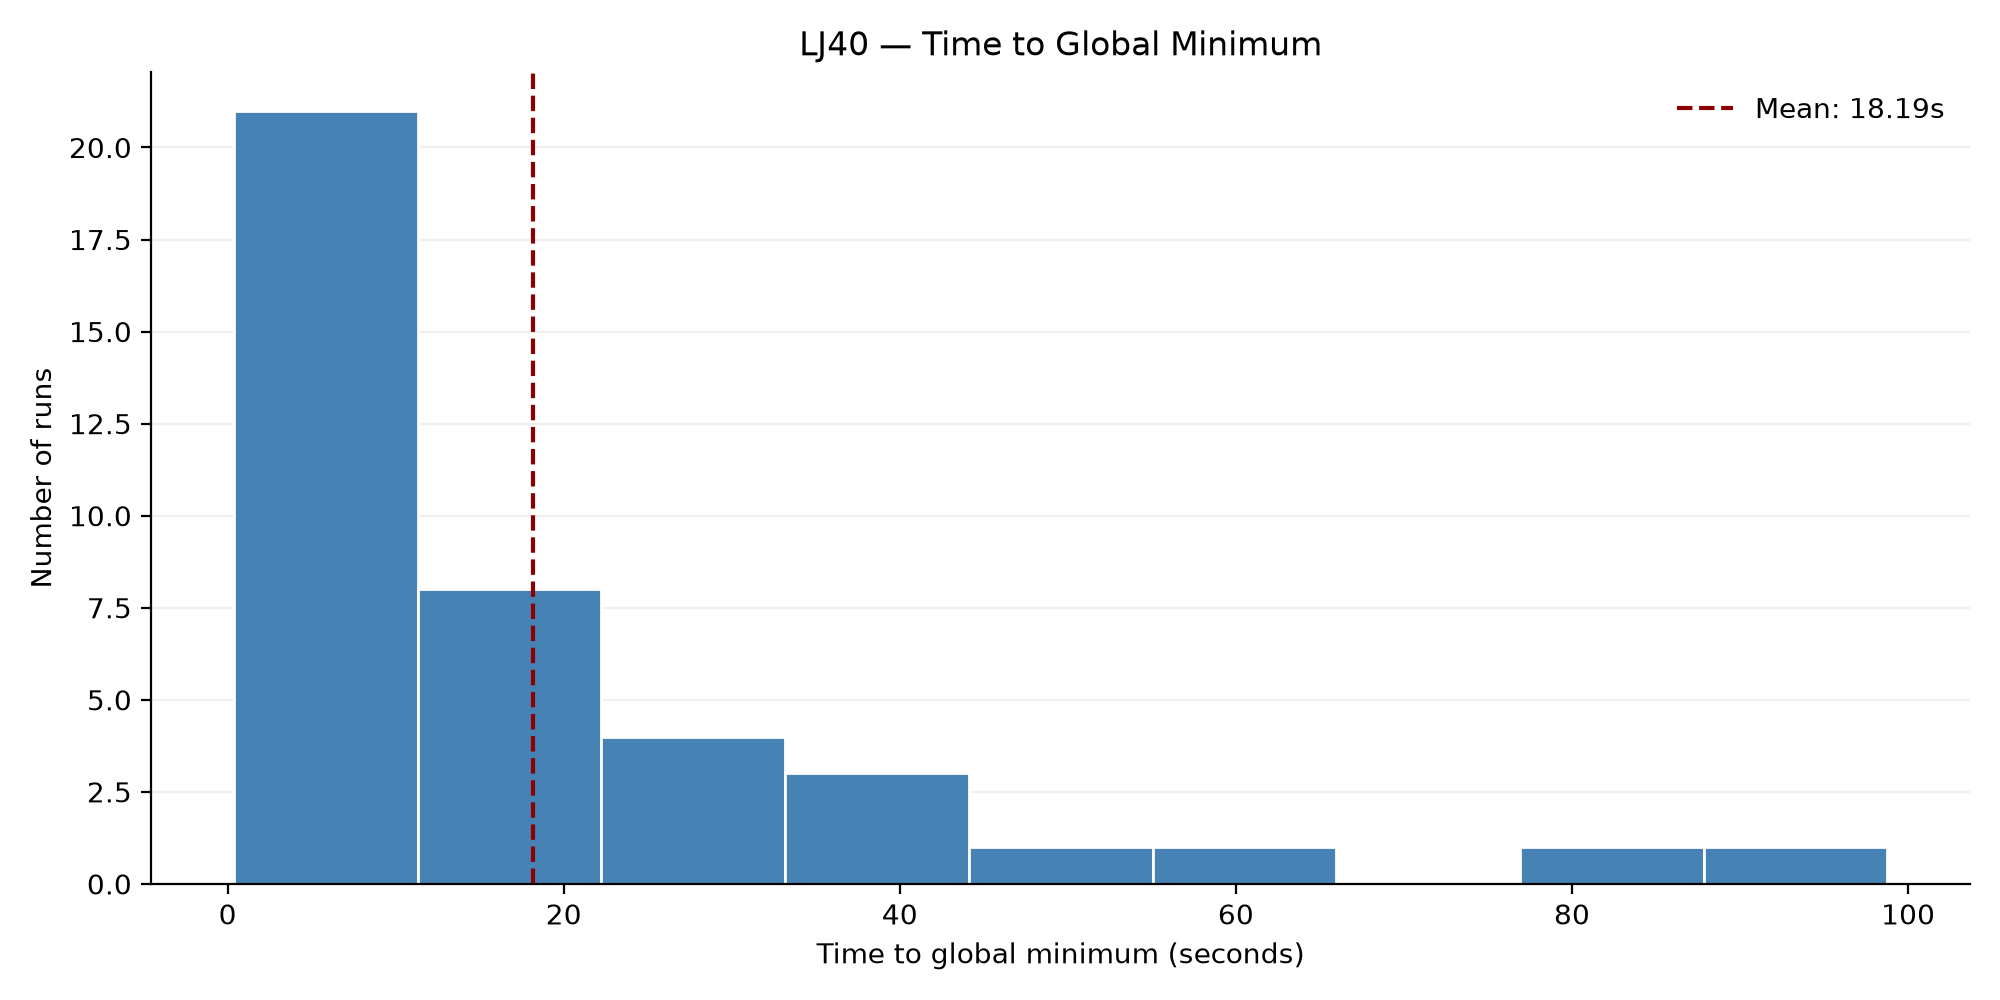 LJ40 — Time to Global Minimum
Mean: 18.19s
Number of runs
20.0
17.5
15.0
12.5
10.0
7.5
5.0
2.5
0.0
0 20 40 60 80 100
Time to global minimum (seconds)